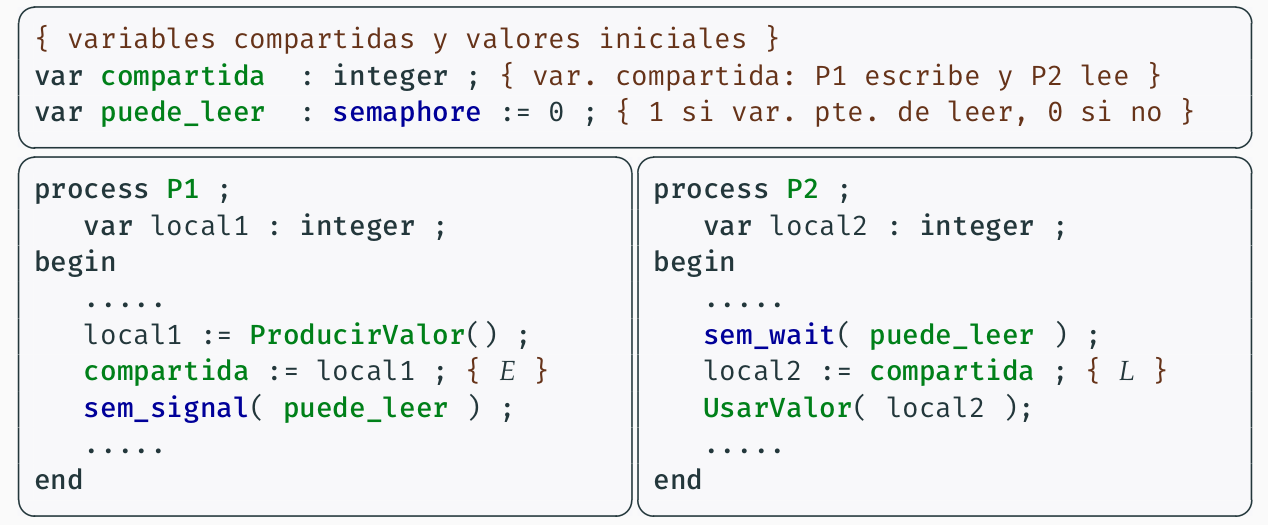 { variables compartidas y valores iniciales }
var compartida : integer ; { var. compartida: P1 escribe y P2 lee }
var puede_leer : semaphore := 0 ; { 1 si var. pte. de leer, 0 si no }
process P1 ;
var local1 : integer ;
begin
.....
local1 := ProducirValor() ;
compartida := local1 ; { E }
sem_signal( puede_leer ) ;
.....
end
process P2 ;
var local2 : integer ;
begin
.....
sem_wait( puede_leer ) ;
local2 := compartida ; { L }
UsarValor( local2 );
.....
end